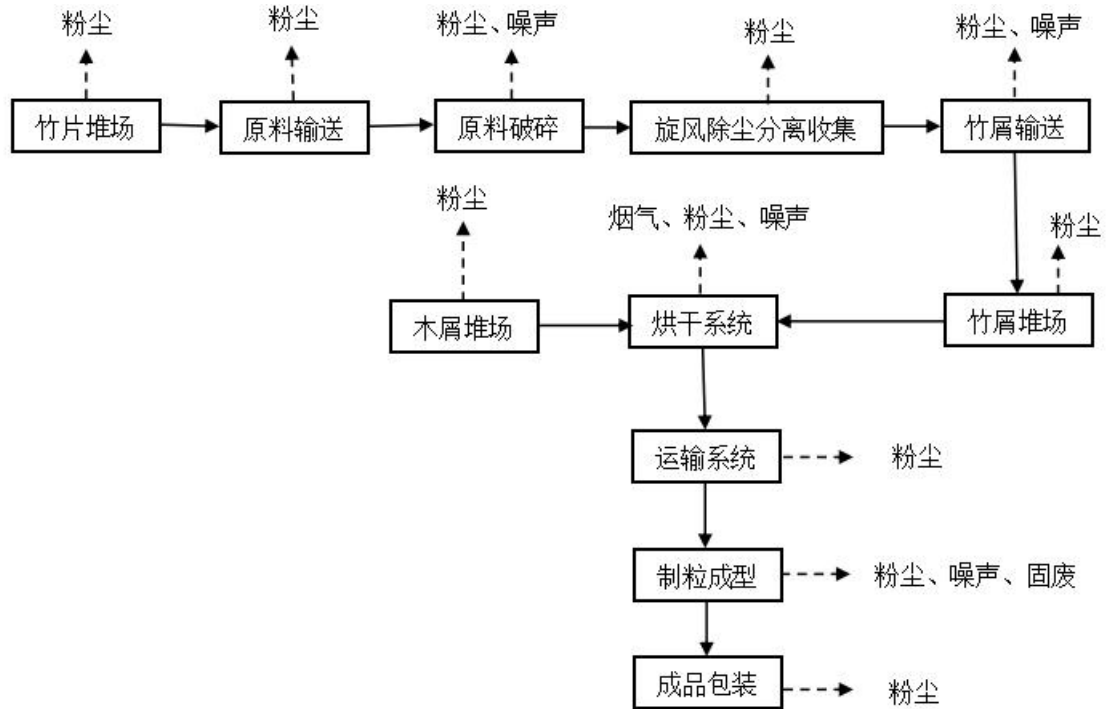 粉尘
粉尘
粉尘、噪声
粉尘
粉尘、噪声
竹片堆场
原料输送
原料破碎
旋风除尘分离收集
竹屑输送
粉尘
烟气、粉尘、噪声
粉尘
木屑堆场
烘干系统
竹屑堆场
运输系统
粉尘
制粒成型
粉尘、噪声、固废
成品包装
粉尘